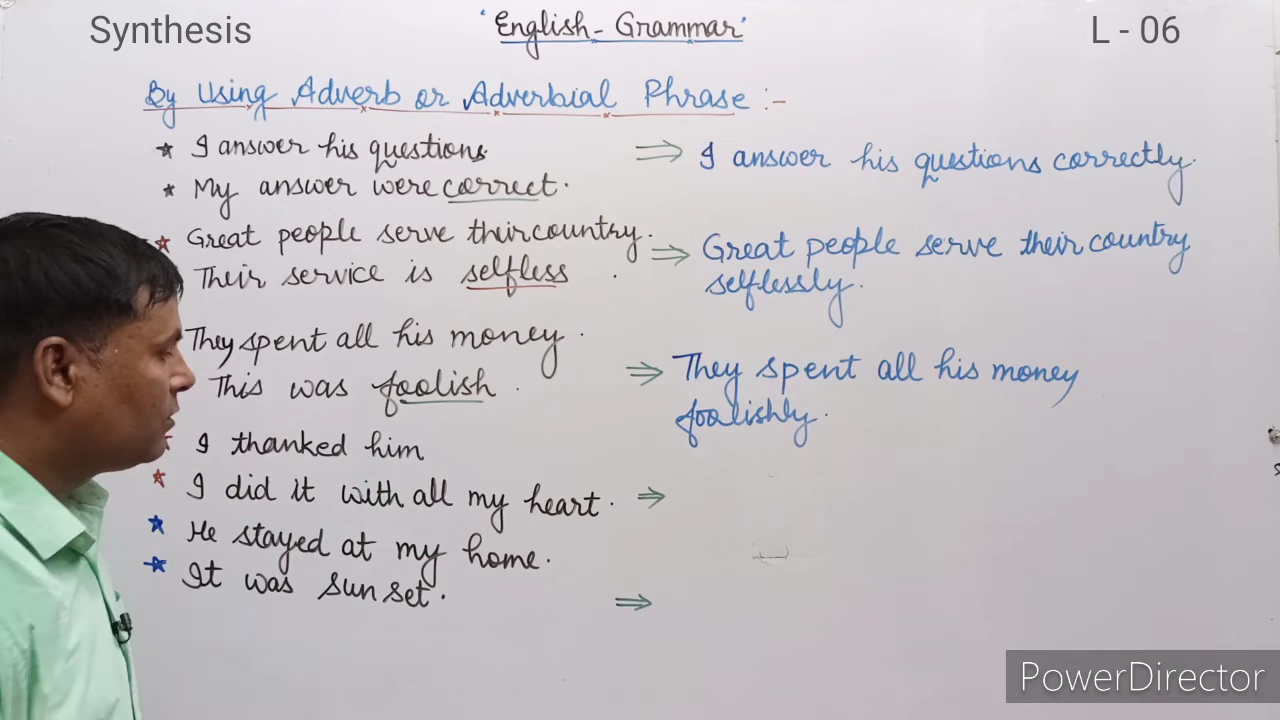 Synthesis
'English - Grammar'
L - 06
By Using Adverb or Adverbial Phrase :-
I answer his questions
⇒ I answer his questions correctly.
My answer were correct.
Great people serve their country.
⇒ Great people serve their country
selflessly.
Their service is selfless .
They spent all his money .
This was foolish .
⇒ They spent all his money
foolishly.
I thanked him
I did it with all my heart. ⇒
He stayed at my home.
It was sun set. ⇒
PowerDirector